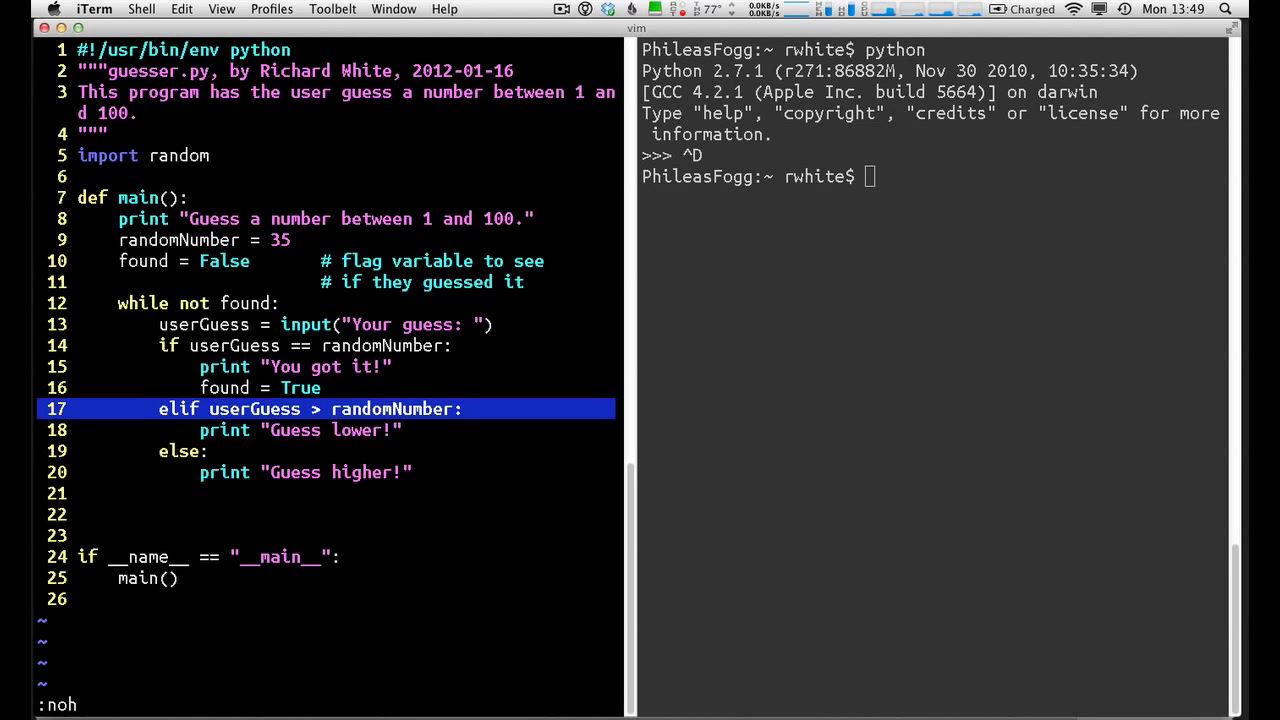 iTerm Shell Edit View Profiles Toolbelt Window Help 77° 0.0KB/s 0.0KB/s Charged Mon 13:49
vim
1 #!/usr/bin/env python
2 """guesser.py, by Richard White, 2012-01-16
3 This program has the user guess a number between 1 an
d 100.
4 """
5 import random
6
7 def main():
8     print "Guess a number between 1 and 100."
9     randomNumber = 35
10     found = False       # flag variable to see
11                         # if they guessed it
12     while not found:
13         userGuess = input("Your guess: ")
14         if userGuess == randomNumber:
15             print "You got it!"
16             found = True
17         elif userGuess > randomNumber:
18             print "Guess lower!"
19         else:
20             print "Guess higher!"
21
22
23
24 if __name__ == "__main__":
25     main()
26
~
~
~
~
:noh
PhileasFogg:~ rwhite$ python
Python 2.7.1 (r271:86882M, Nov 30 2010, 10:35:34)
[GCC 4.2.1 (Apple Inc. build 5664)] on darwin
Type "help", "copyright", "credits" or "license" for more
 information.
>>> ^D
PhileasFogg:~ rwhite$